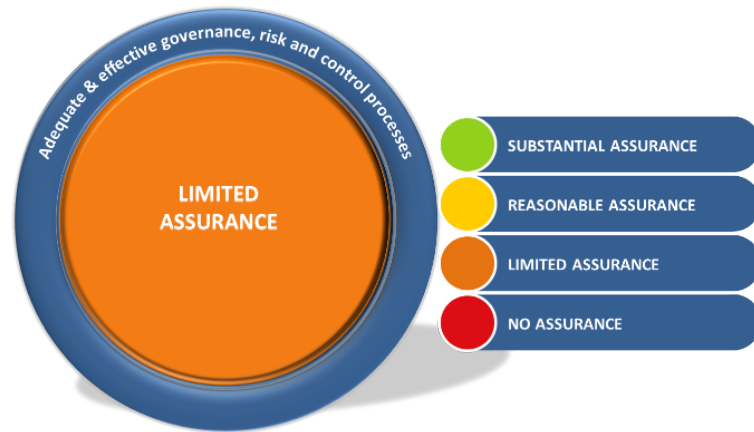 Adequate & effective governance, risk and control processes
LIMITED
ASSURANCE
SUBSTANTIAL ASSURANCE
REASONABLE ASSURANCE
LIMITED ASSURANCE
NO ASSURANCE